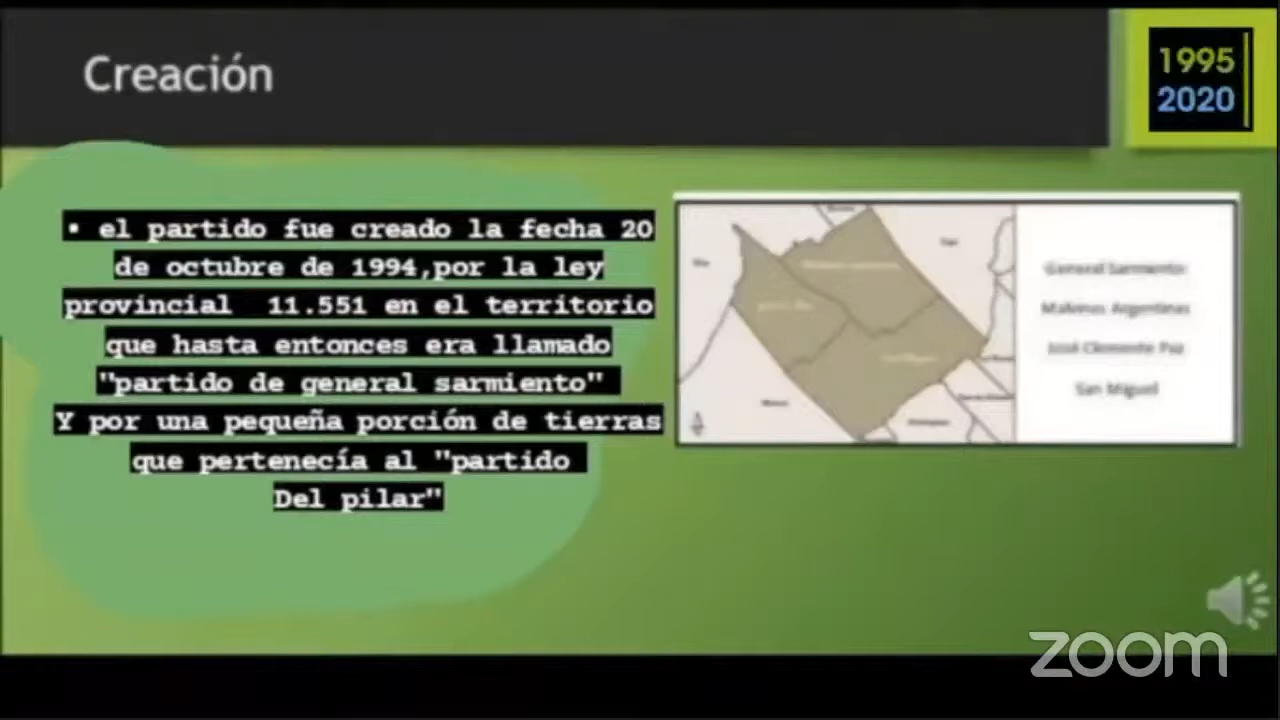 Creación
1995
2020
▪ el partido fue creado la fecha 20
de octubre de 1994,por la ley
provincial 11.551 en el territorio
que hasta entonces era llamado
"partido de general sarmiento"
Y por una pequeña porción de tierras
que pertenecía al "partido
Del pilar"
General Sarmiento
Malvinas Argentinas
José Clemente Paz
San Miguel
zoom